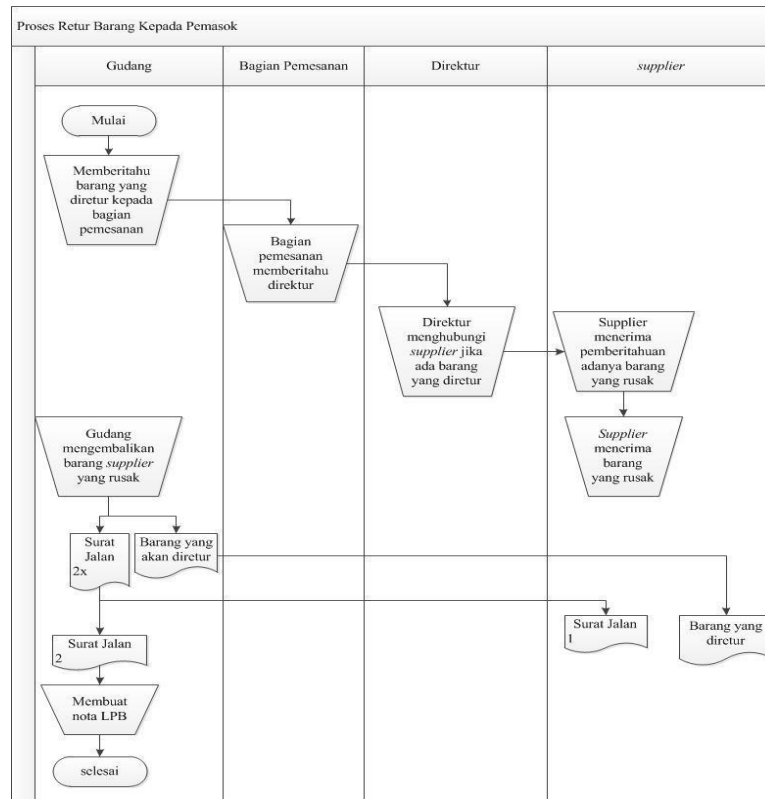 Proses Retur Barang Kepada Pemasok
Gudang
Bagian Pemesanan
Direktur
supplier
Mulai
Memberitahu
barang yang
diretur kepada
bagian
pemesanan
Bagian
pemesanan
memberitahu
direktur
Direktur
menghubungi
supplier jika
ada barang
yang diretur
Supplier
menerima
pemberitahuan
adanya barang
yang rusak
Supplier
menerima
barang
yang rusak
Gudang
mengembalikan
barang supplier
yang rusak
Surat
Jalan
2x
Barang yang
akan diretur
Surat Jalan
1
Barang yang
diretur
Surat Jalan
2
Membuat
nota LPB
selesai